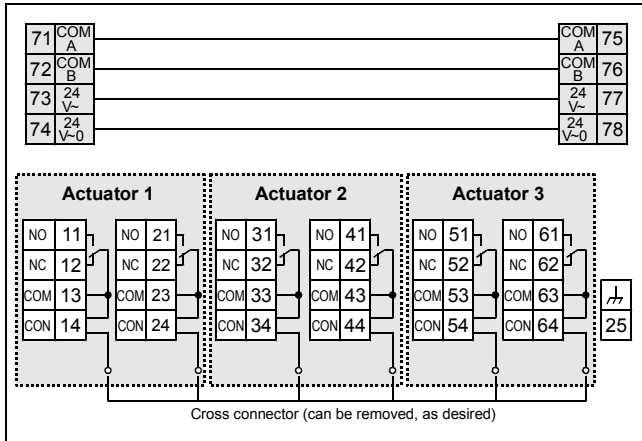 71 COM A COM A 75
72 COM B COM B 76
73 24 V~ 24 V~ 77
74 24 V~0 24 V~0 78
Actuator 1 Actuator 2 Actuator 3
NO 11 NO 21 NO 31 NO 41 NO 51 NO 61
NC 12 NC 22 NC 32 NC 42 NC 52 NC 62
COM 13 COM 23 COM 33 COM 43 COM 53 COM 63
CON 14 CON 24 CON 34 CON 44 CON 54 CON 64 25
Cross connector (can be removed, as desired)